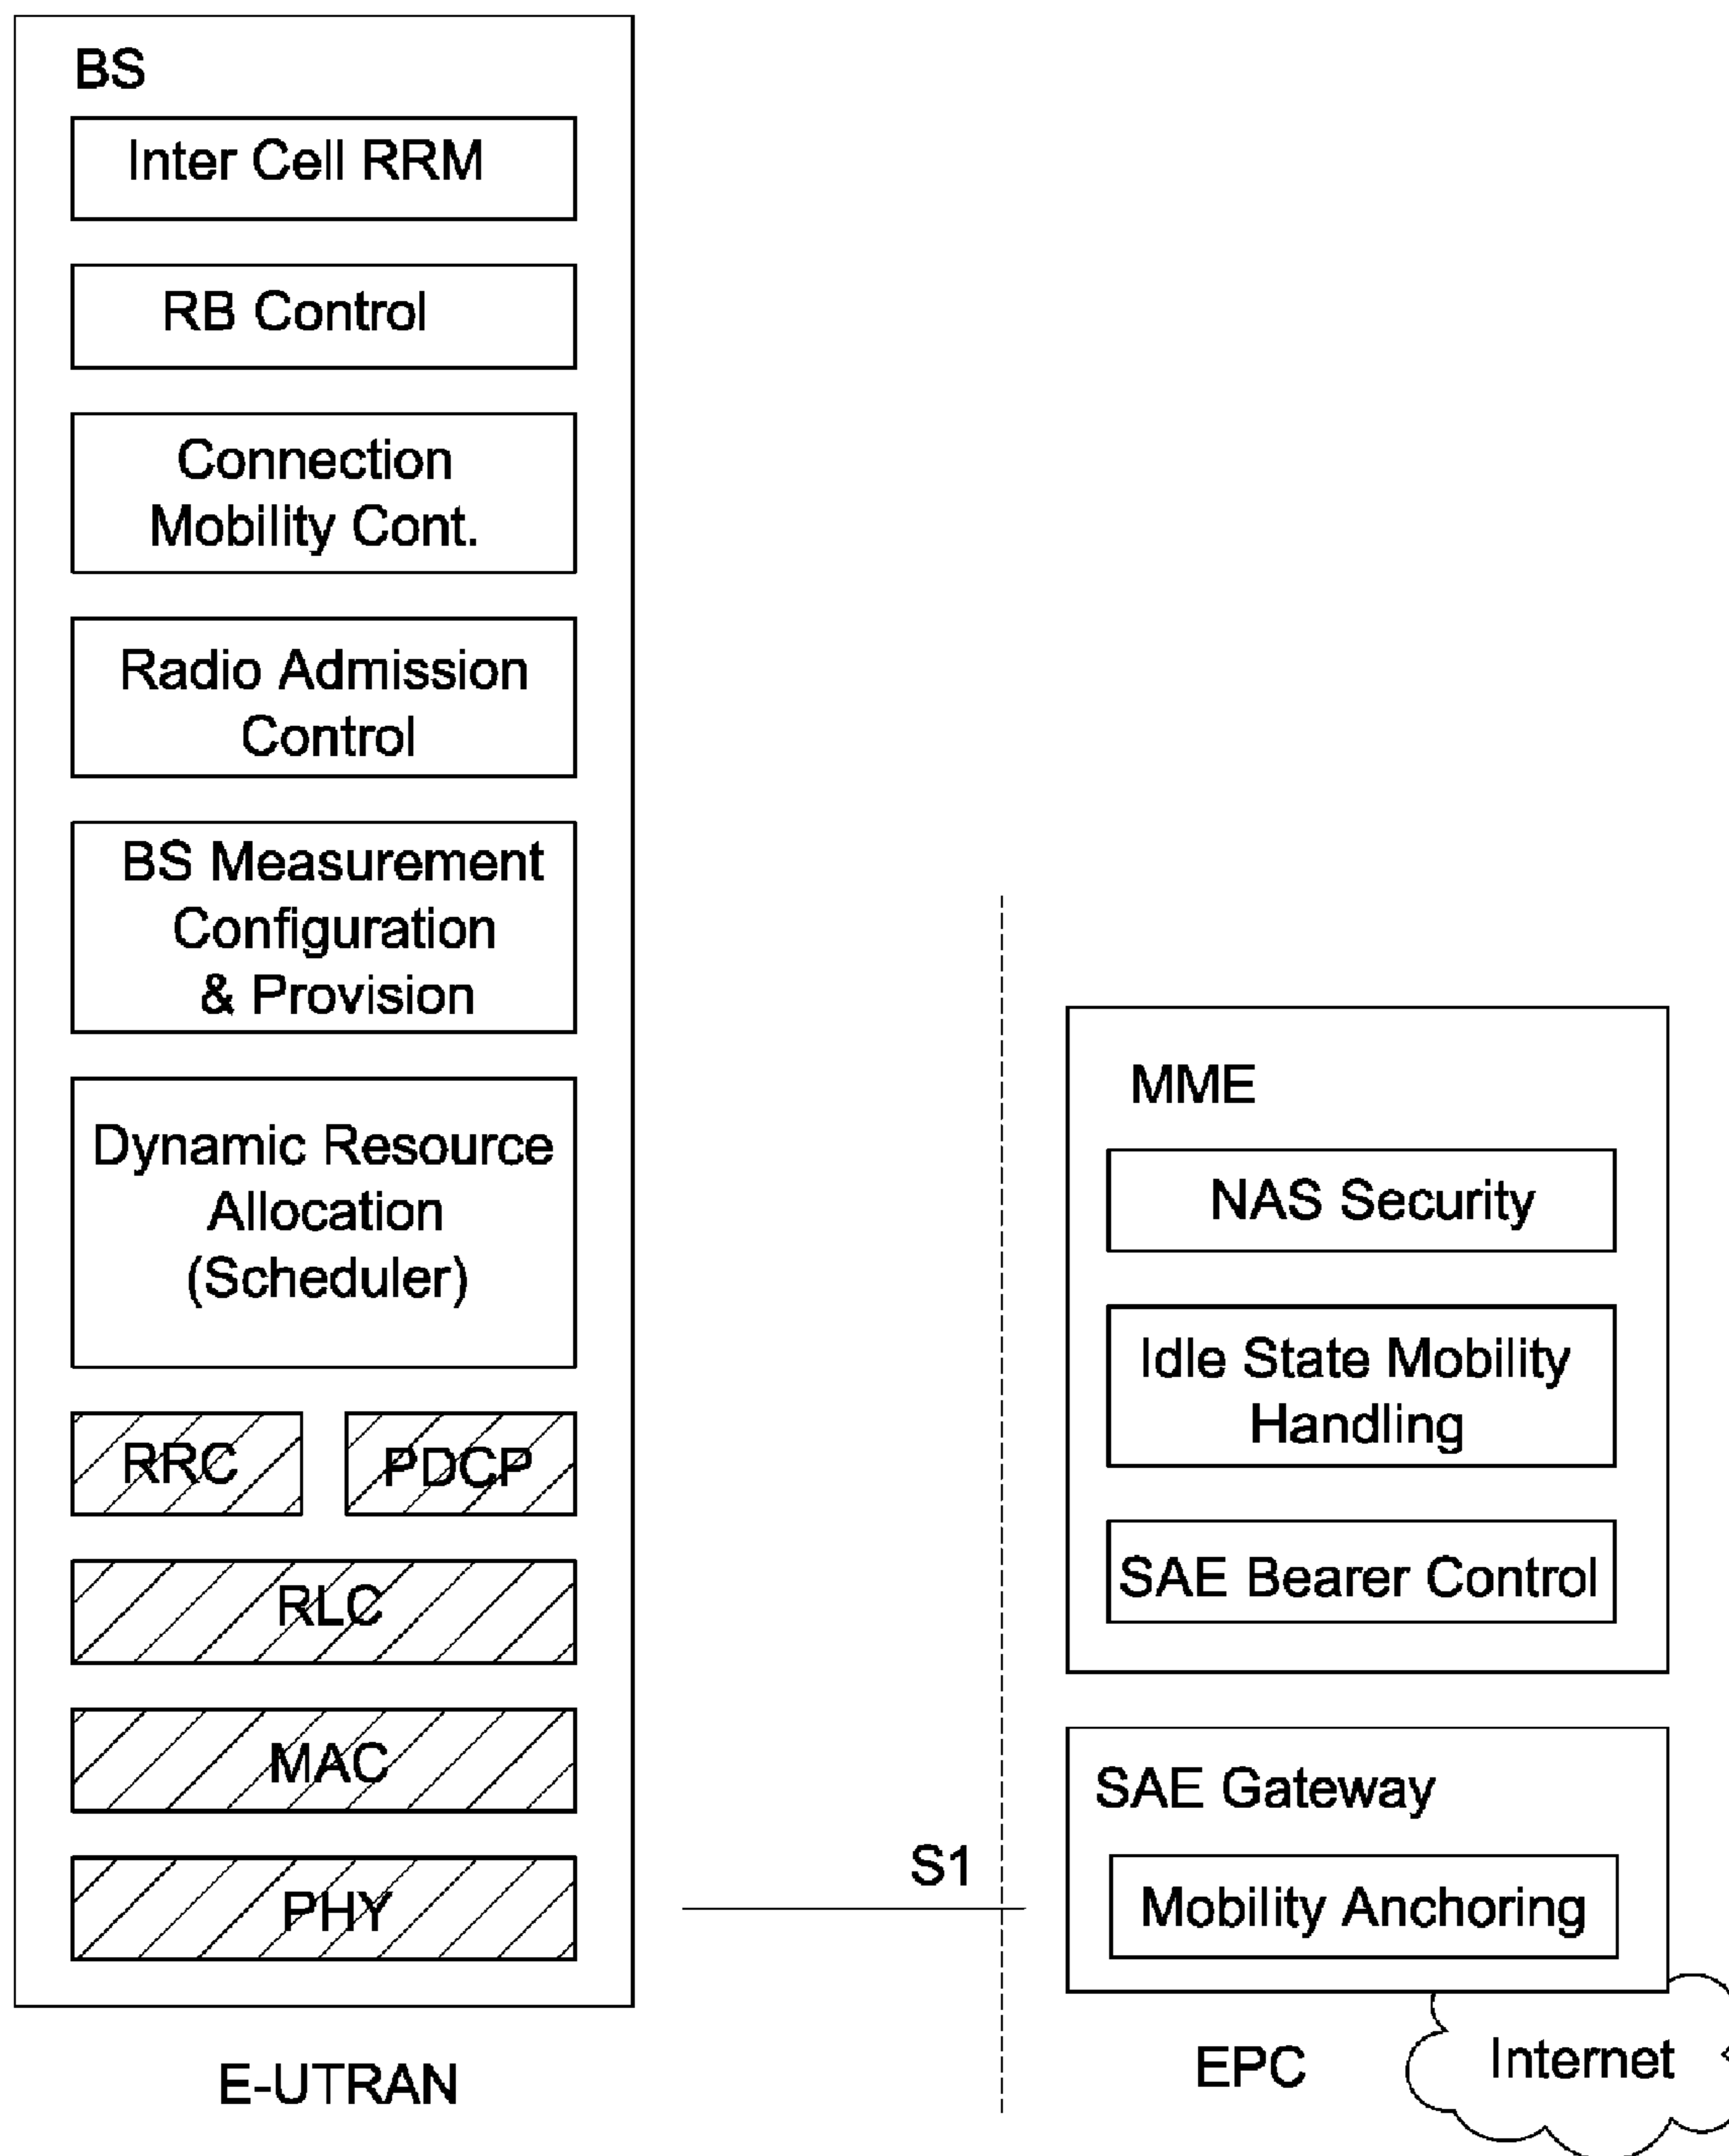 BS
Inter Cell RRM
RB Control
Connection
Mobility Cont.
Radio Admission
Control
BS Measurement
Configuration
& Provision
Dynamic Resource
Allocation
(Scheduler)
RRC
PDCP
RLC
MAC
PHY
E-UTRAN
S1
MME
NAS Security
Idle State Mobility
Handling
SAE Bearer Control
SAE Gateway
Mobility Anchoring
EPC
Internet